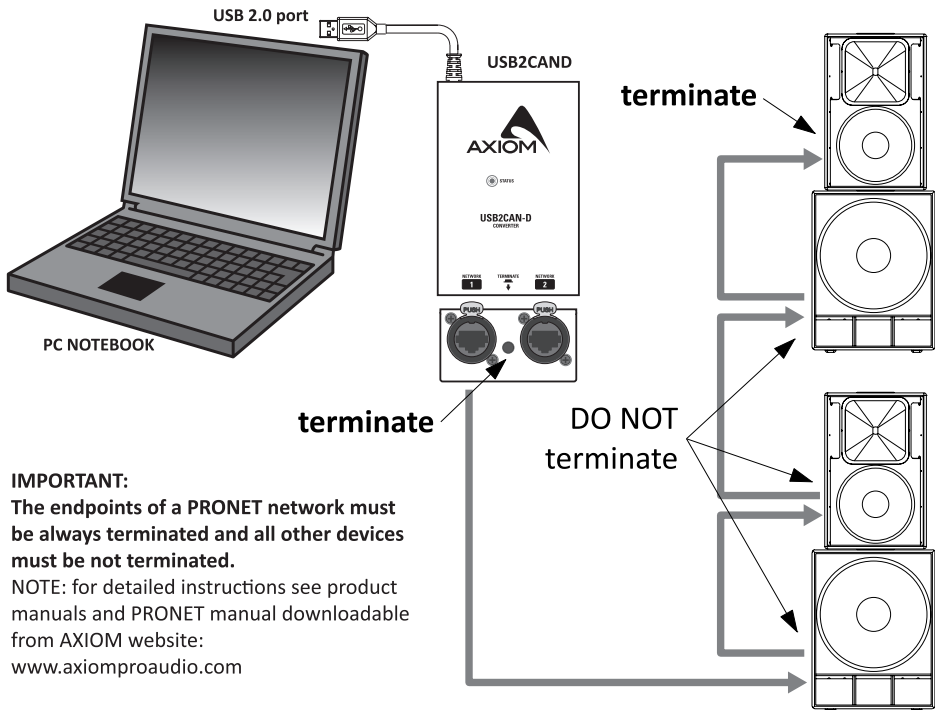 USB 2.0 port
USB2CAND
terminate
AXIOM
STATUS
USB2CAN-D
CONVERTER
NETWORK
1
TERMINATE
NETWORK
2
PUSH
PUSH
PC NOTEBOOK
terminate
DO NOT
terminate
IMPORTANT:
The endpoints of a PRONET network must
be always terminated and all other devices
must be not terminated.
NOTE: for detailed instructions see product
manuals and PRONET manual downloadable
from AXIOM website:
www.axiomproaudio.com